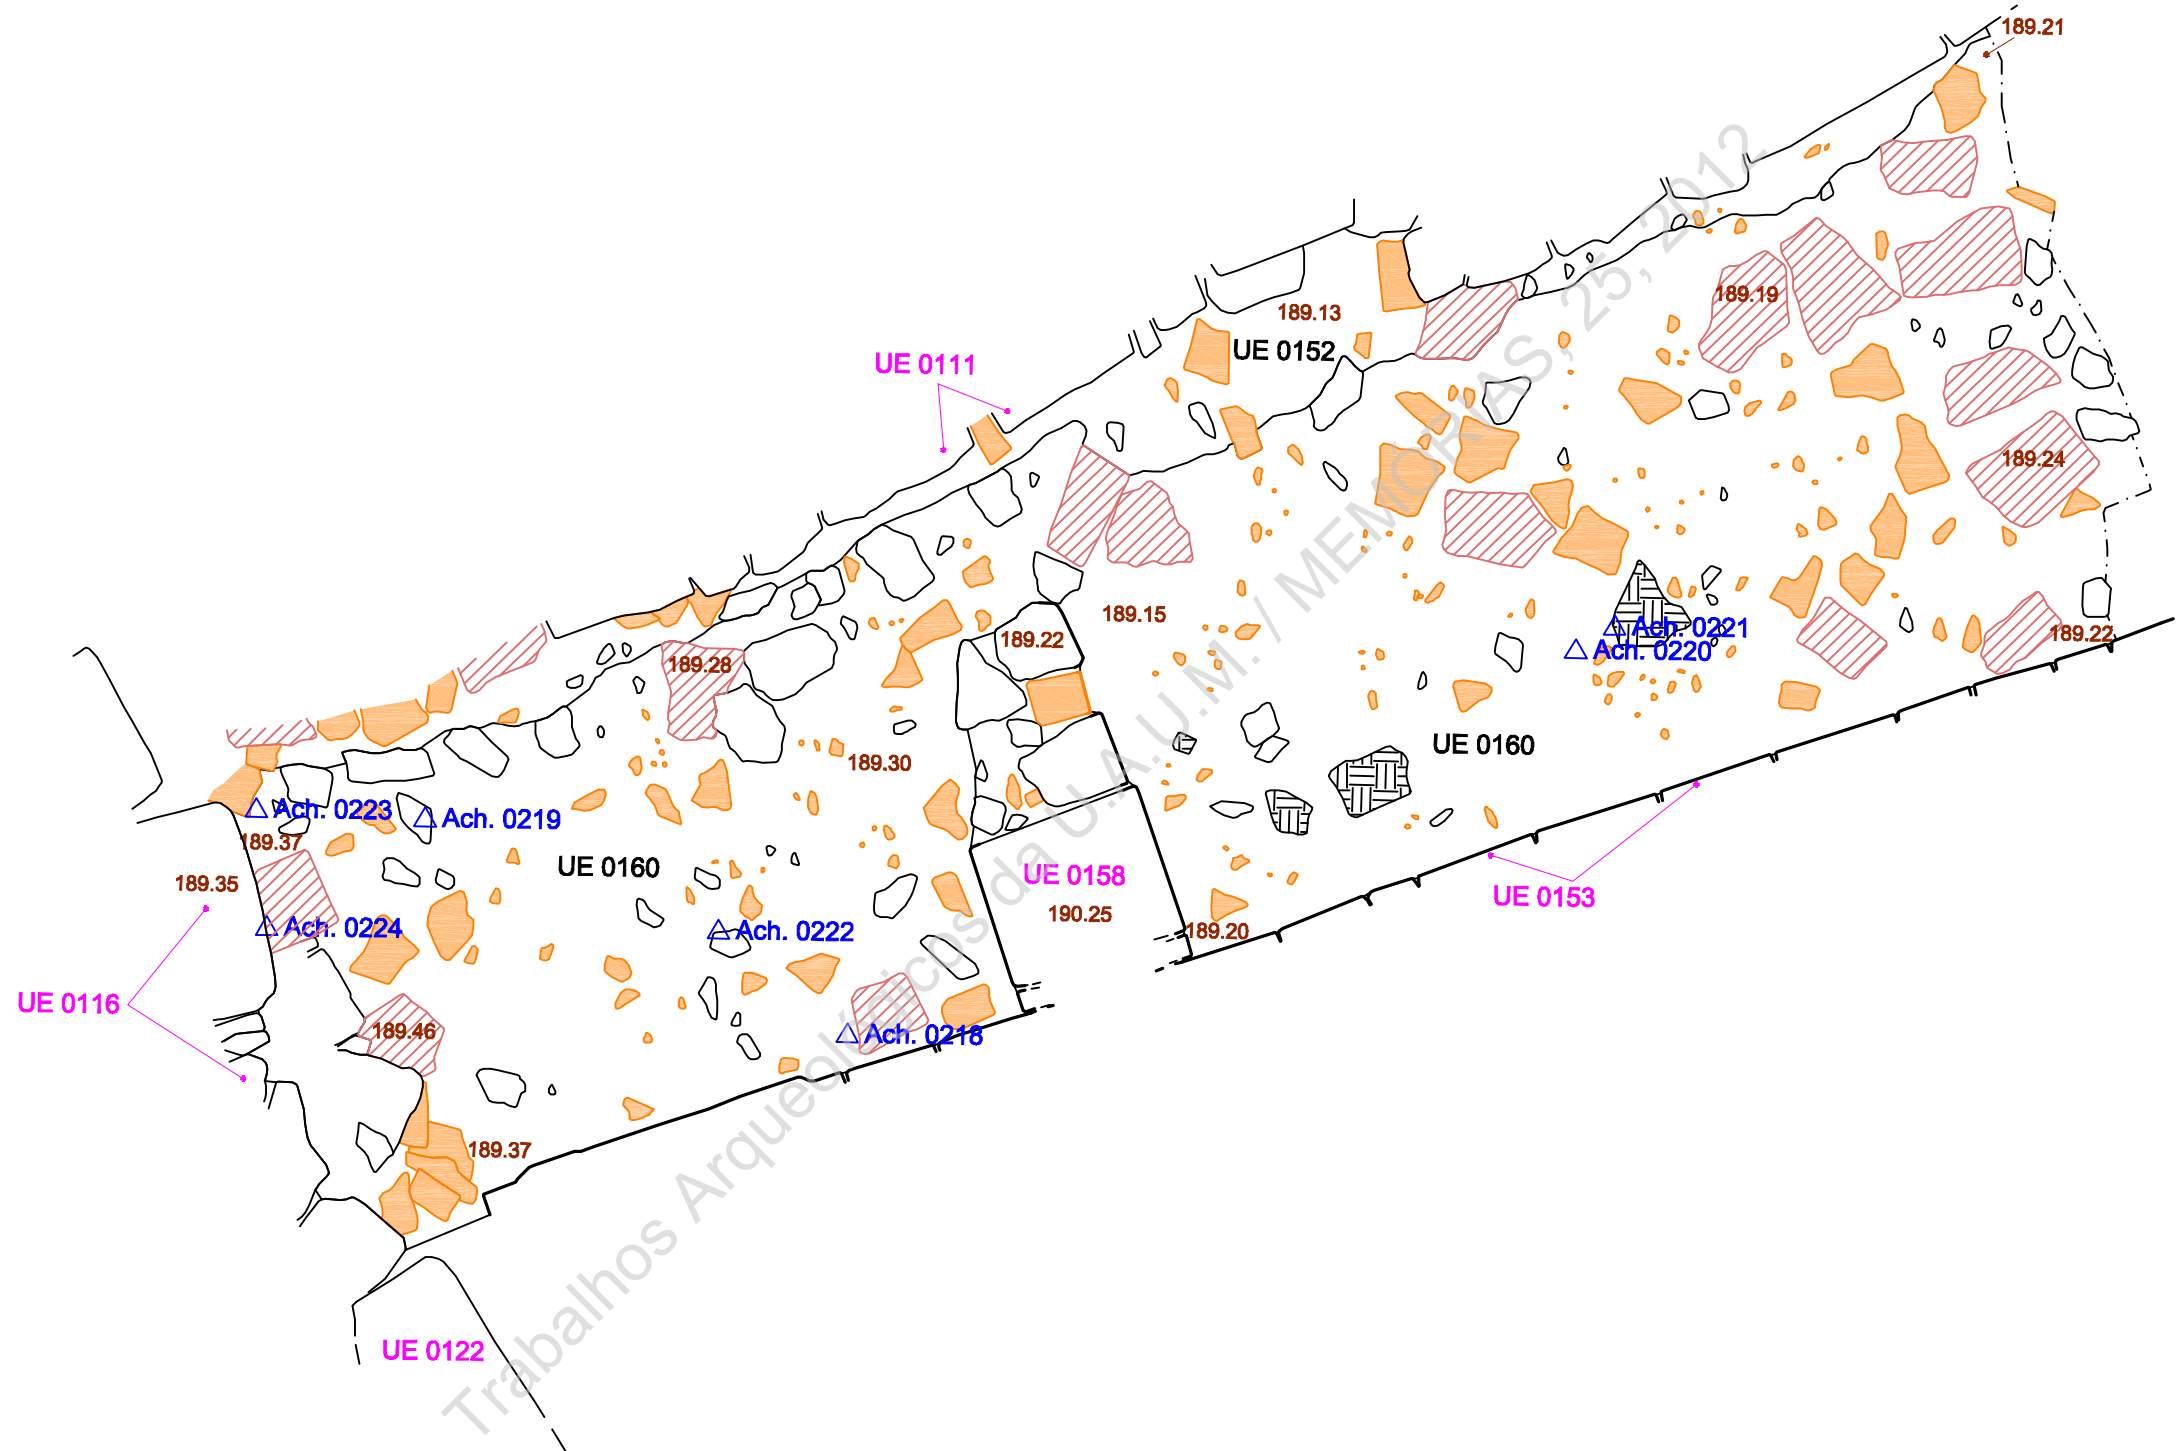 189.21
189.19
189.13
UE 0152
UE 0111
189.24
189.15
189.22
189.22
Ach. 0221
Ach. 0220
189.28
189.30
UE 0160
Ach. 0223
Ach. 0219
189.37
UE 0160
UE 0158
190.25
189.35
UE 0153
Ach. 0224
Ach. 0222
189.20
UE 0116
189.46
Ach. 0218
189.37
UE 0122
Trabalhos Arqueológicos da U.A.U.M. / MEMÓRIAS, 25, 2012